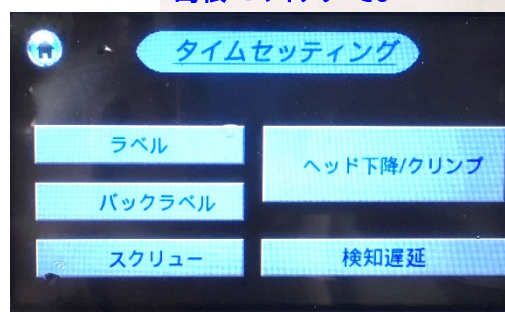 タイムセッティング
ラベル
ヘッド下降/クリンプ
バックラベル
スクリュー
検知遅延